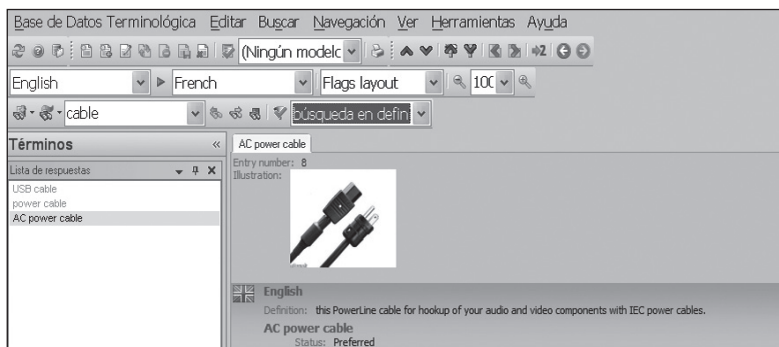 Base de Datos Terminológica Editar Buscar Navegación Ver Herramientas Ayuda
(Ningún modelc
English French Flags layout 10(
cable búsqueda en defini
Términos « AC power cable
Lista de respuestas
Entry number: 8
Illustration:
USB cable
power cable
AC power cable
English
Definition: this PowerLine cable for hookup of your audio and video components with IEC power cables.
AC power cable
Status: Preferred